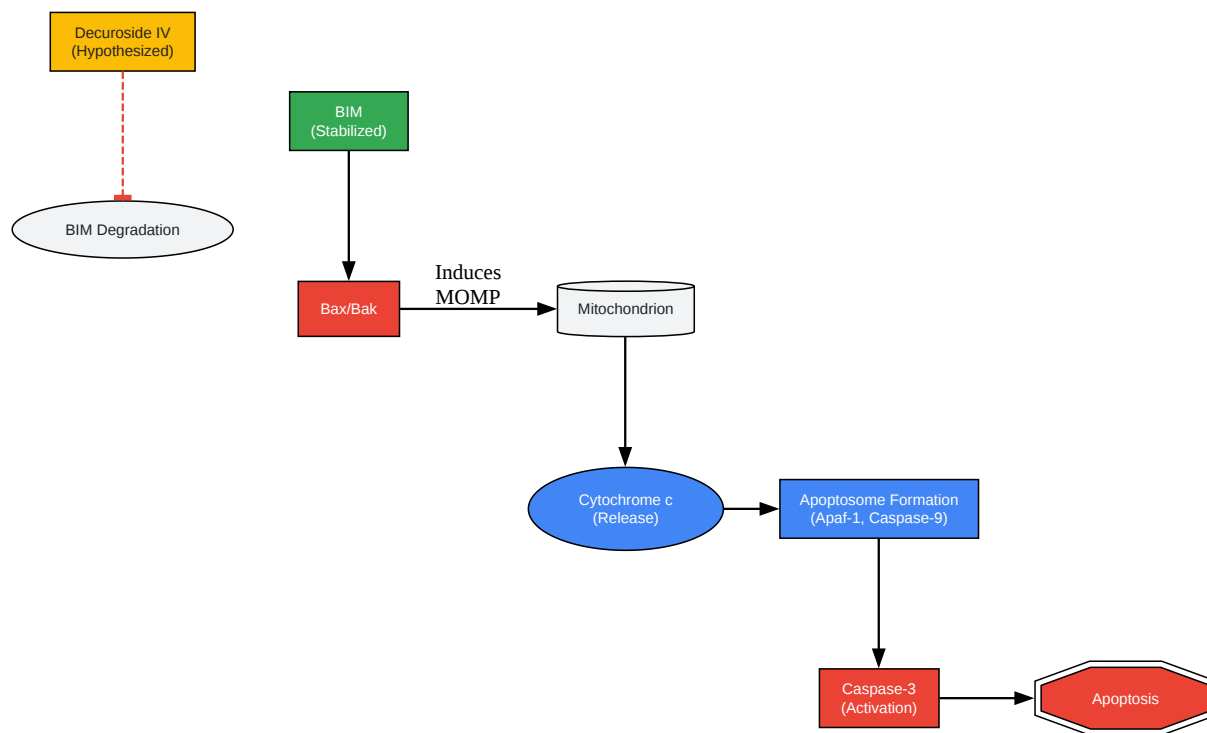 Decuroside IV
(Hypothesized)
BIM
(Stabilized)
BIM Degradation
Bax/Bak
Induces
MOMP
Mitochondrion
Cytochrome c
(Release)
Apoptosome Formation
(Apaf-1, Caspase-9)
Caspase-3
(Activation)
Apoptosis